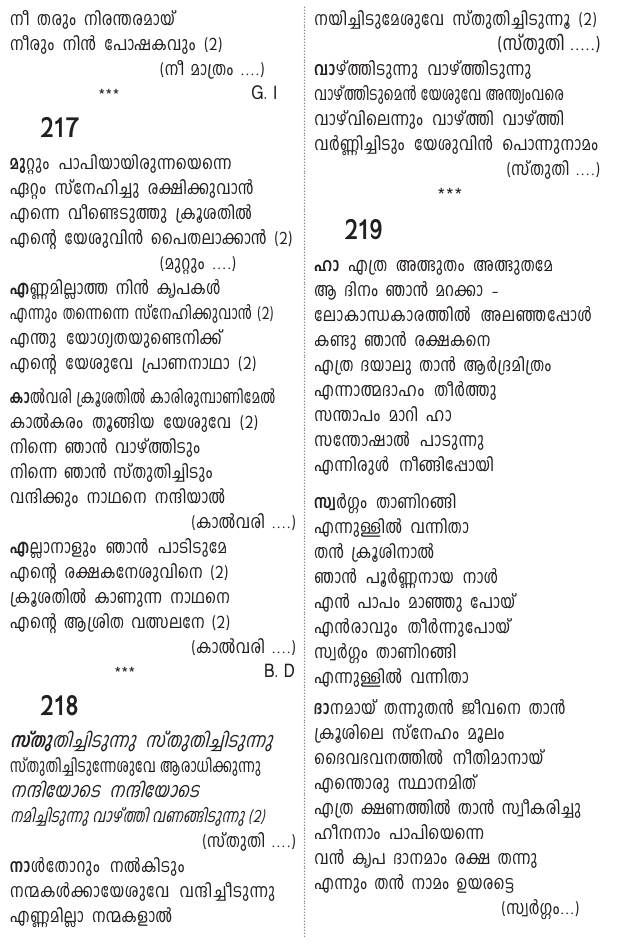 നീ തരും നിരന്തരമായ്
നീരും നിൻ പോഷകവും (2)
(നീ മാത്രം ....)
*** G. I
217
മുറ്റും പാപിയായിരുന്നയെന്നെ
ഏറ്റം സ്നേഹിച്ചു രക്ഷിക്കുവാൻ
എന്നെ വീണ്ടെടുത്തു ക്രൂശതിൽ
എന്റെ യേശുവിൻ പൈതലാക്കാൻ (2)
(മുറ്റും ....)
എണ്ണമില്ലാത്ത നിൻ കൃപകൾ
എന്നും തന്നെന്നെ സ്നേഹിക്കുവാൻ (2)
എന്തു യോഗ്യതയുണ്ടെനിക്ക്
എന്റെ യേശുവേ പ്രാണനാഥാ (2)
കാൽവരി ക്രൂശതിൽ കാരിരുമ്പാണിമേൽ
കാൽകരം തൂങ്ങിയ യേശുവേ (2)
നിന്നെ ഞാൻ വാഴ്ത്തിടും
നിന്നെ ഞാൻ സ്തുതിച്ചിടും
വന്ദിക്കും നാഥനെ നന്ദിയാൽ
(കാൽവരി ....)
എല്ലാനാളും ഞാൻ പാടിടുമേ
എന്റെ രക്ഷകനേശുവിനെ (2)
ക്രൂശതിൽ കാണുന്ന നാഥനെ
എന്റെ ആശ്രിത വത്സലനേ (2)
(കാൽവരി ....)
*** B. D
218
സ്തുതിച്ചിടുന്നു സ്തുതിച്ചിടുന്നു
സ്തുതിച്ചിടുന്നേശുവേ ആരാധിക്കുന്നു
നന്ദിയോടെ നന്ദിയോടെ
നമിച്ചിടുന്നു വാഴ്ത്തി വണങ്ങിടുന്നു (2)
(സ്തുതി ....)
നാൾതോറും നൽകിടും
നന്മകൾക്കായേശുവേ വന്ദിച്ചീടുന്നു
എണ്ണമില്ലാ നന്മകളാൽ
നയിച്ചിടുമേശുവേ സ്തുതിച്ചിടുന്നൂ (2)
(സ്തുതി .....)
വാഴ്ത്തിടുന്നു വാഴ്ത്തിടുന്നു
വാഴ്ത്തിടുമെൻ യേശുവേ അന്ത്യംവരെ
വാഴ്‌വിലെന്നും വാഴ്ത്തി വാഴ്ത്തി
വർണ്ണിച്ചിടും യേശുവിൻ പൊന്നുനാമം
(സ്തുതി ....)
***
219
ഹാ എത്ര അത്ഭുതം അത്ഭുതമേ
ആ ദിനം ഞാൻ മറക്കാ -
ലോകാന്ധകാരത്തിൽ അലഞ്ഞപ്പോൾ
കണ്ടു ഞാൻ രക്ഷകനെ
എത്ര ദയാലു താൻ ആർദ്രമിത്രം
എന്നാത്മദാഹം തീർത്തു
സന്താപം മാറി ഹാ
സന്തോഷാൽ പാടുന്നു
എന്നിരുൾ നീങ്ങിപ്പോയി
സ്വർഗ്ഗം താണിറങ്ങി
എന്നുള്ളിൽ വന്നിതാ
തൻ ക്രൂശിനാൽ
ഞാൻ പൂർണ്ണനായ നാൾ
എൻ പാപം മാഞ്ഞു പോയ്
എൻരാവും തീർന്നുപോയ്
സ്വർഗ്ഗം താണിറങ്ങി
എന്നുള്ളിൽ വന്നിതാ
ദാനമായ് തന്നുതൻ ജീവനെ താൻ
ക്രൂശിലെ സ്നേഹം മൂലം
ദൈവഭവനത്തിൽ നീതിമാനായ്
എന്തൊരു സ്ഥാനമിത്
എത്ര ക്ഷണത്തിൽ താൻ സ്വീകരിച്ചു
ഹീനനാം പാപിയെന്നെ
വൻ കൃപ ദാനമാം രക്ഷ തന്നു
എന്നും തൻ നാമം ഉയരട്ടെ
(സ്വർഗ്ഗം...)